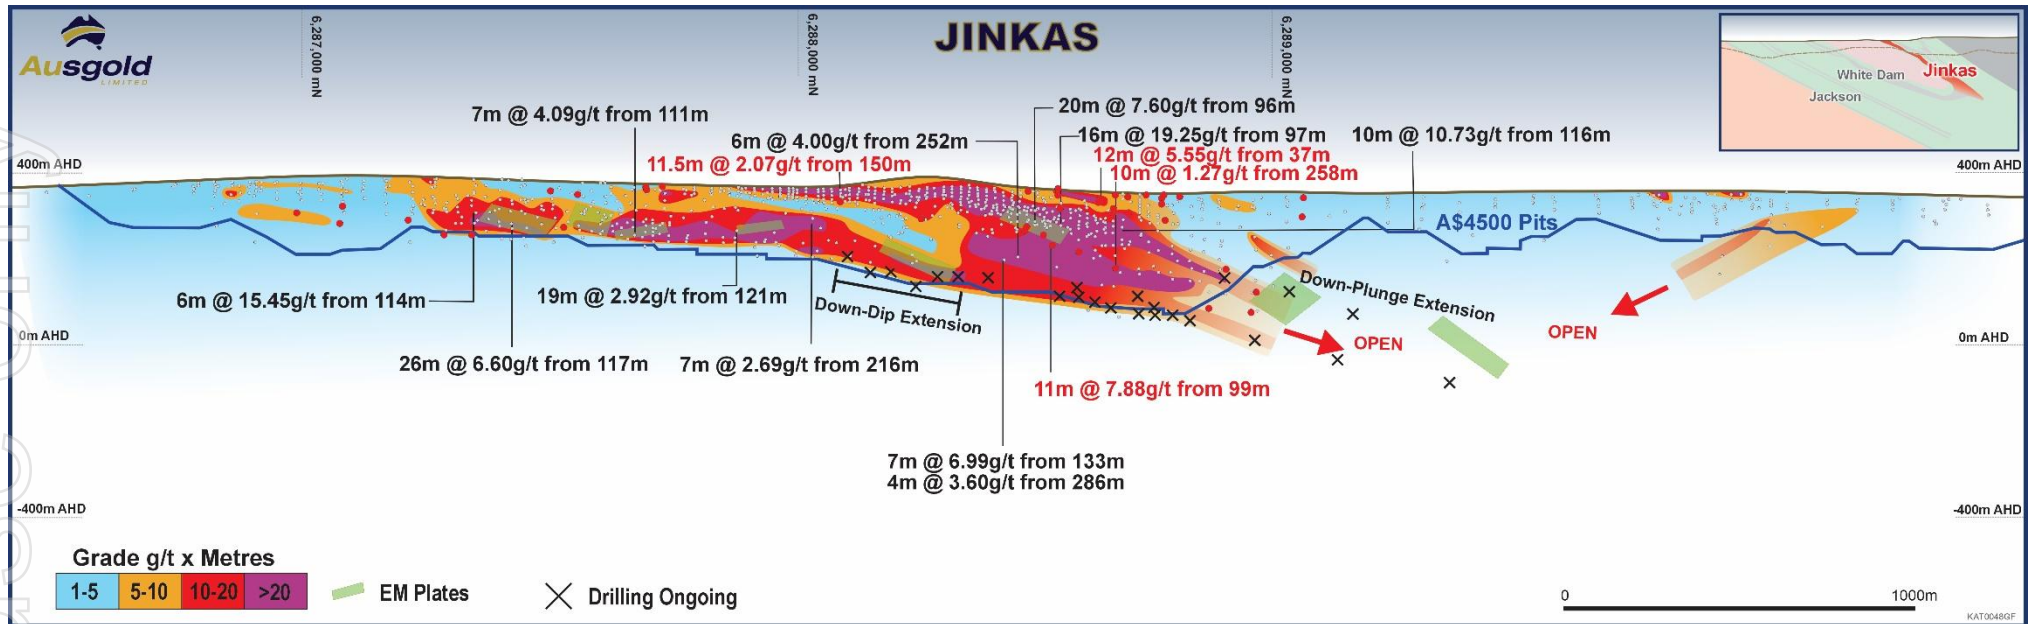 Ausgold
LIMITED
JINKAS
6,287,000 mN
6,288,000 mN
6,289,000 mN
White Dam
Jinkas
Jackson
7m @ 4.09g/t from 111m
6m @ 4.00g/t from 252m
11.5m @ 2.07g/t from 150m
20m @ 7.60g/t from 96m
16m @ 19.25g/t from 97m
12m @ 5.55g/t from 37m
10m @ 1.27g/t from 258m
10m @ 10.73g/t from 116m
400m AHD
400m AHD
A$4500 Pits
6m @ 15.45g/t from 114m
19m @ 2.92g/t from 121m
Down-Dip Extension
Down-Plunge Extension
OPEN
OPEN
0m AHD
0m AHD
26m @ 6.60g/t from 117m
7m @ 2.69g/t from 216m
11m @ 7.88g/t from 99m
7m @ 6.99g/t from 133m
4m @ 3.60g/t from 286m
-400m AHD
-400m AHD
Grade g/t x Metres
1-5
5-10
10-20
>20
EM Plates
Drilling Ongoing
0
1000m
KAT0048GF